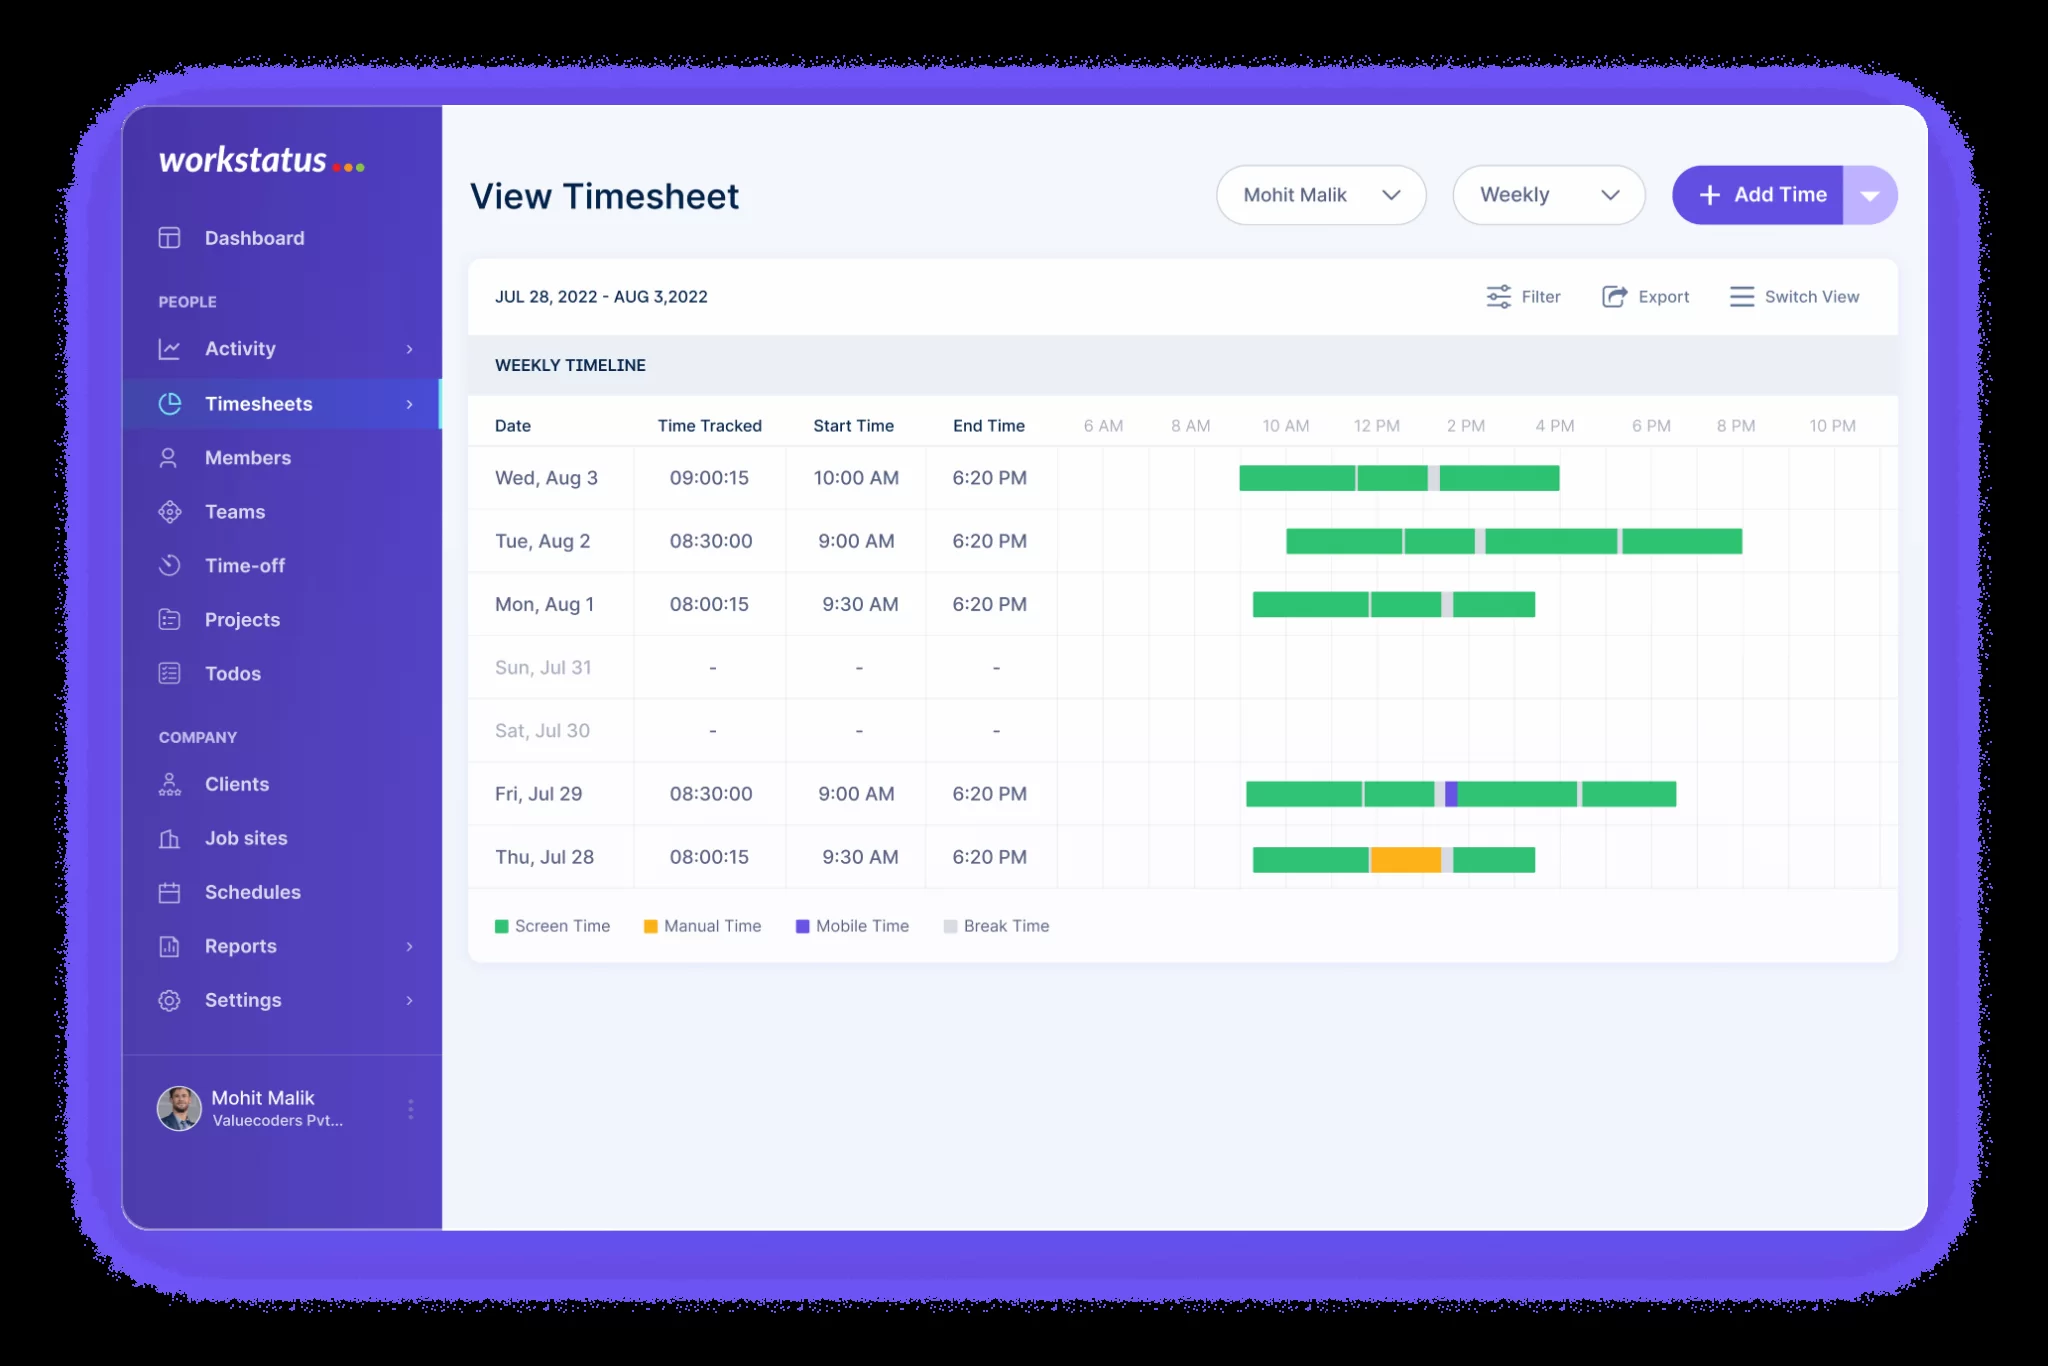 workstatus
Dashboard
PEOPLE
Activity
Timesheets
Members
Teams
Time-off
Projects
Todos
COMPANY
Clients
Job sites
Schedules
Reports
Settings
Mohit Malik
Valuecoders Pvt...
View Timesheet
Mohit Malik
Weekly
+ Add Time
JUL 28, 2022 - AUG 3,2022
Filter
Export
Switch View
WEEKLY TIMELINE
Date Time Tracked Start Time End Time 6 AM 8 AM 10 AM 12 PM 2 PM 4 PM 6 PM 8 PM 10 PM
Wed, Aug 3 09:00:15 10:00 AM 6:20 PM
Tue, Aug 2 08:30:00 9:00 AM 6:20 PM
Mon, Aug 1 08:00:15 9:30 AM 6:20 PM
Sun, Jul 31 - - -
Sat, Jul 30 - - -
Fri, Jul 29 08:30:00 9:00 AM 6:20 PM
Thu, Jul 28 08:00:15 9:30 AM 6:20 PM
Screen Time Manual Time Mobile Time Break Time